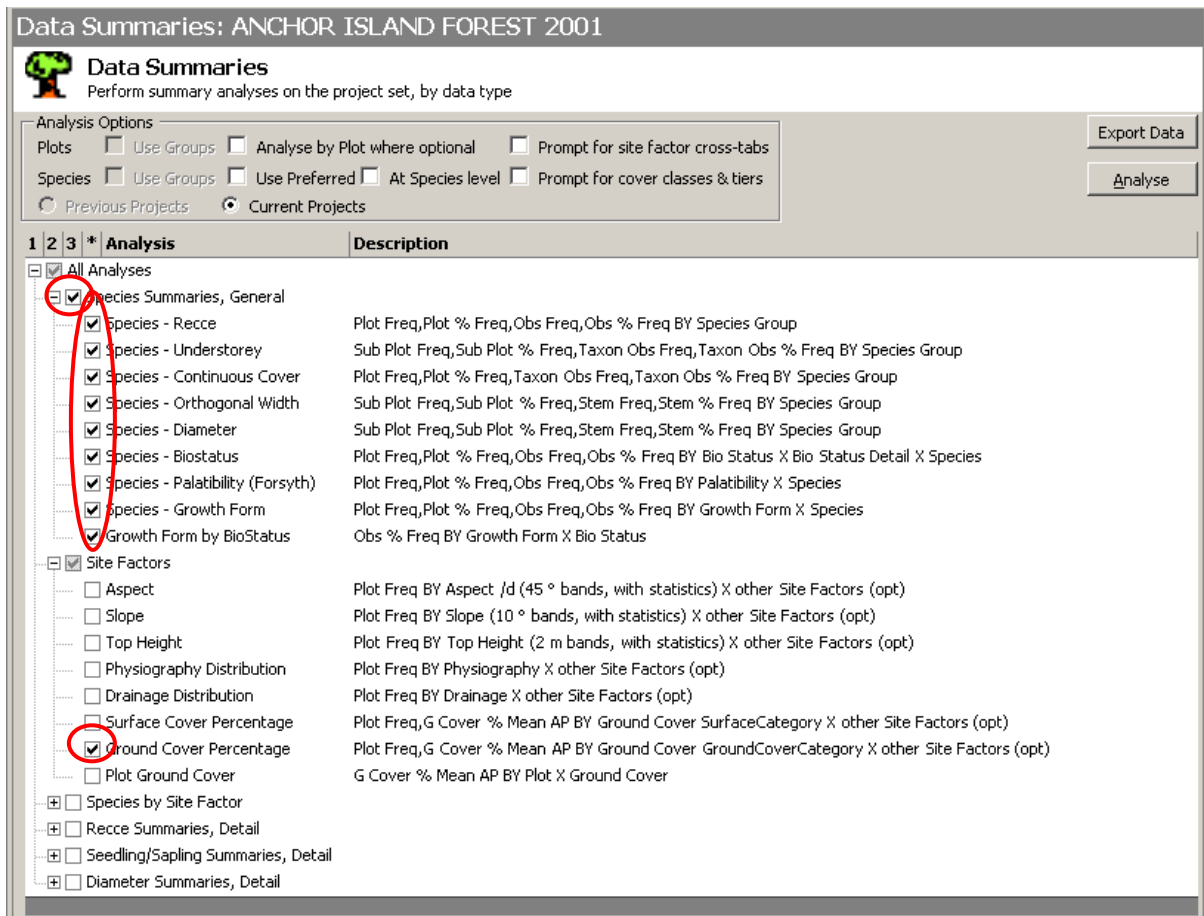 Data Summaries: ANCHOR ISLAND FOREST 2001
Data Summaries
Perform summary analyses on the project set, by data type
Analysis Options
Plots Use Groups Analyse by Plot where optional Prompt for site factor cross-tabs
Species Use Groups Use Preferred At Species level Prompt for cover classes & tiers
Previous Projects Current Projects
Export Data
Analyse
1 2 3 * Analysis Description
All Analyses
Species Summaries, General
Species - Recce Plot Freq,Plot % Freq,Obs Freq,Obs % Freq BY Species Group
Species - Understorey Sub Plot Freq,Sub Plot % Freq,Taxon Obs Freq,Taxon Obs % Freq BY Species Group
Species - Continuous Cover Plot Freq,Plot % Freq,Taxon Obs Freq,Taxon Obs % Freq BY Species Group
Species - Orthogonal Width Sub Plot Freq,Sub Plot % Freq,Stem Freq,Stem % Freq BY Species Group
Species - Diameter Sub Plot Freq,Sub Plot % Freq,Stem Freq,Stem % Freq BY Species Group
Species - Biostatus Plot Freq,Plot % Freq,Obs Freq,Obs % Freq BY Bio Status X Bio Status Detail X Species
Species - Palatibility (Forsyth) Plot Freq,Plot % Freq,Obs Freq,Obs % Freq BY Palatibility X Species
Species - Growth Form Plot Freq,Plot % Freq,Obs Freq,Obs % Freq BY Growth Form X Species
Growth Form by BioStatus Obs % Freq BY Growth Form X Bio Status
Site Factors
Aspect Plot Freq BY Aspect /d (45 ° bands, with statistics) X other Site Factors (opt)
Slope Plot Freq BY Slope (10 ° bands, with statistics) X other Site Factors (opt)
Top Height Plot Freq BY Top Height (2 m bands, with statistics) X other Site Factors (opt)
Physiography Distribution Plot Freq BY Physiography X other Site Factors (opt)
Drainage Distribution Plot Freq BY Drainage X other Site Factors (opt)
Surface Cover Percentage Plot Freq,G Cover % Mean AP BY Ground Cover SurfaceCategory X other Site Factors (opt)
Ground Cover Percentage Plot Freq,G Cover % Mean AP BY Ground Cover GroundCoverCategory X other Site Factors (opt)
Plot Ground Cover G Cover % Mean AP BY Plot X Ground Cover
Species by Site Factor
Recce Summaries, Detail
Seedling/Sapling Summaries, Detail
Diameter Summaries, Detail